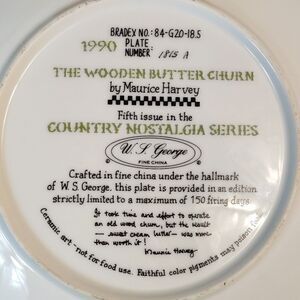 BRADEX NO.: 84-G20-18.5
1990 PLATE NUMBER: 1815 A
THE WOODEN BUTTER CHURN
by Maurice Harvey
Fifth issue in the
COUNTRY NOSTALGIA SERIES
W. S. George
FINE CHINA
Crafted in fine china under the hallmark
of W. S. George, this plate is provided in an edition
strictly limited to a maximum of 150 firing days.
It took time and effort to operate
an old wood churn, but the result
— sweet cream butter — was more
than worth it!
Maurice Harvey
Ceramic art - not for food use. Faithful color pigments may poison